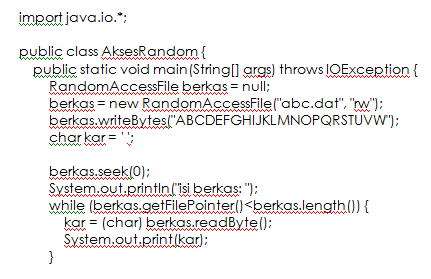 import java.io.*;
public class AksesRandom {
public static void main(String[] args) throws IOException {
RandomAccessFile berkas = null;
berkas = new RandomAccessFile("abc.dat", "rw");
berkas.writeBytes("ABCDEFGHIJKLMNOPQRSTUVW");
char kar = ' ';
berkas.seek(0);
System.out.println("isi berkas: ");
while (berkas.getFilePointer()<berkas.length()) {
kar = (char) berkas.readByte();
System.out.print(kar);
}